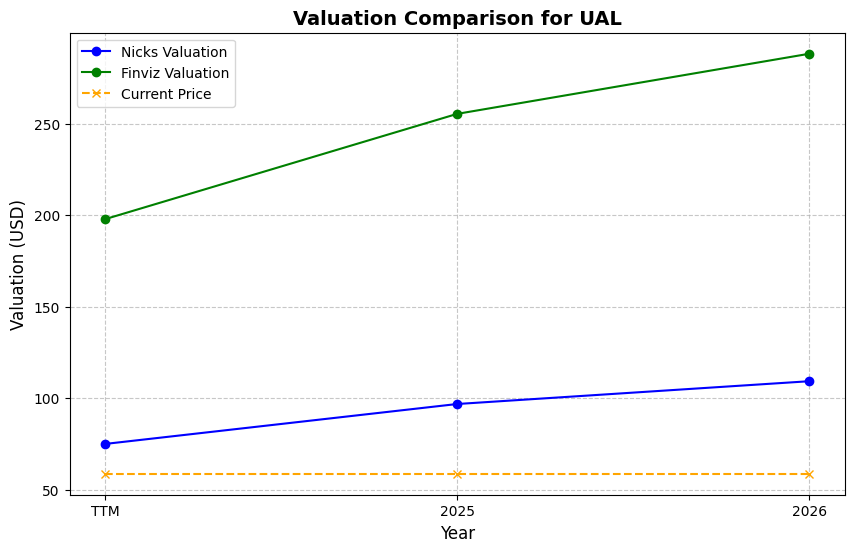 Valuation Comparison for UAL
Nicks Valuation
Finviz Valuation
Current Price
Valuation (USD)
250
200
150
100
50
TTM
2025
2026
Year